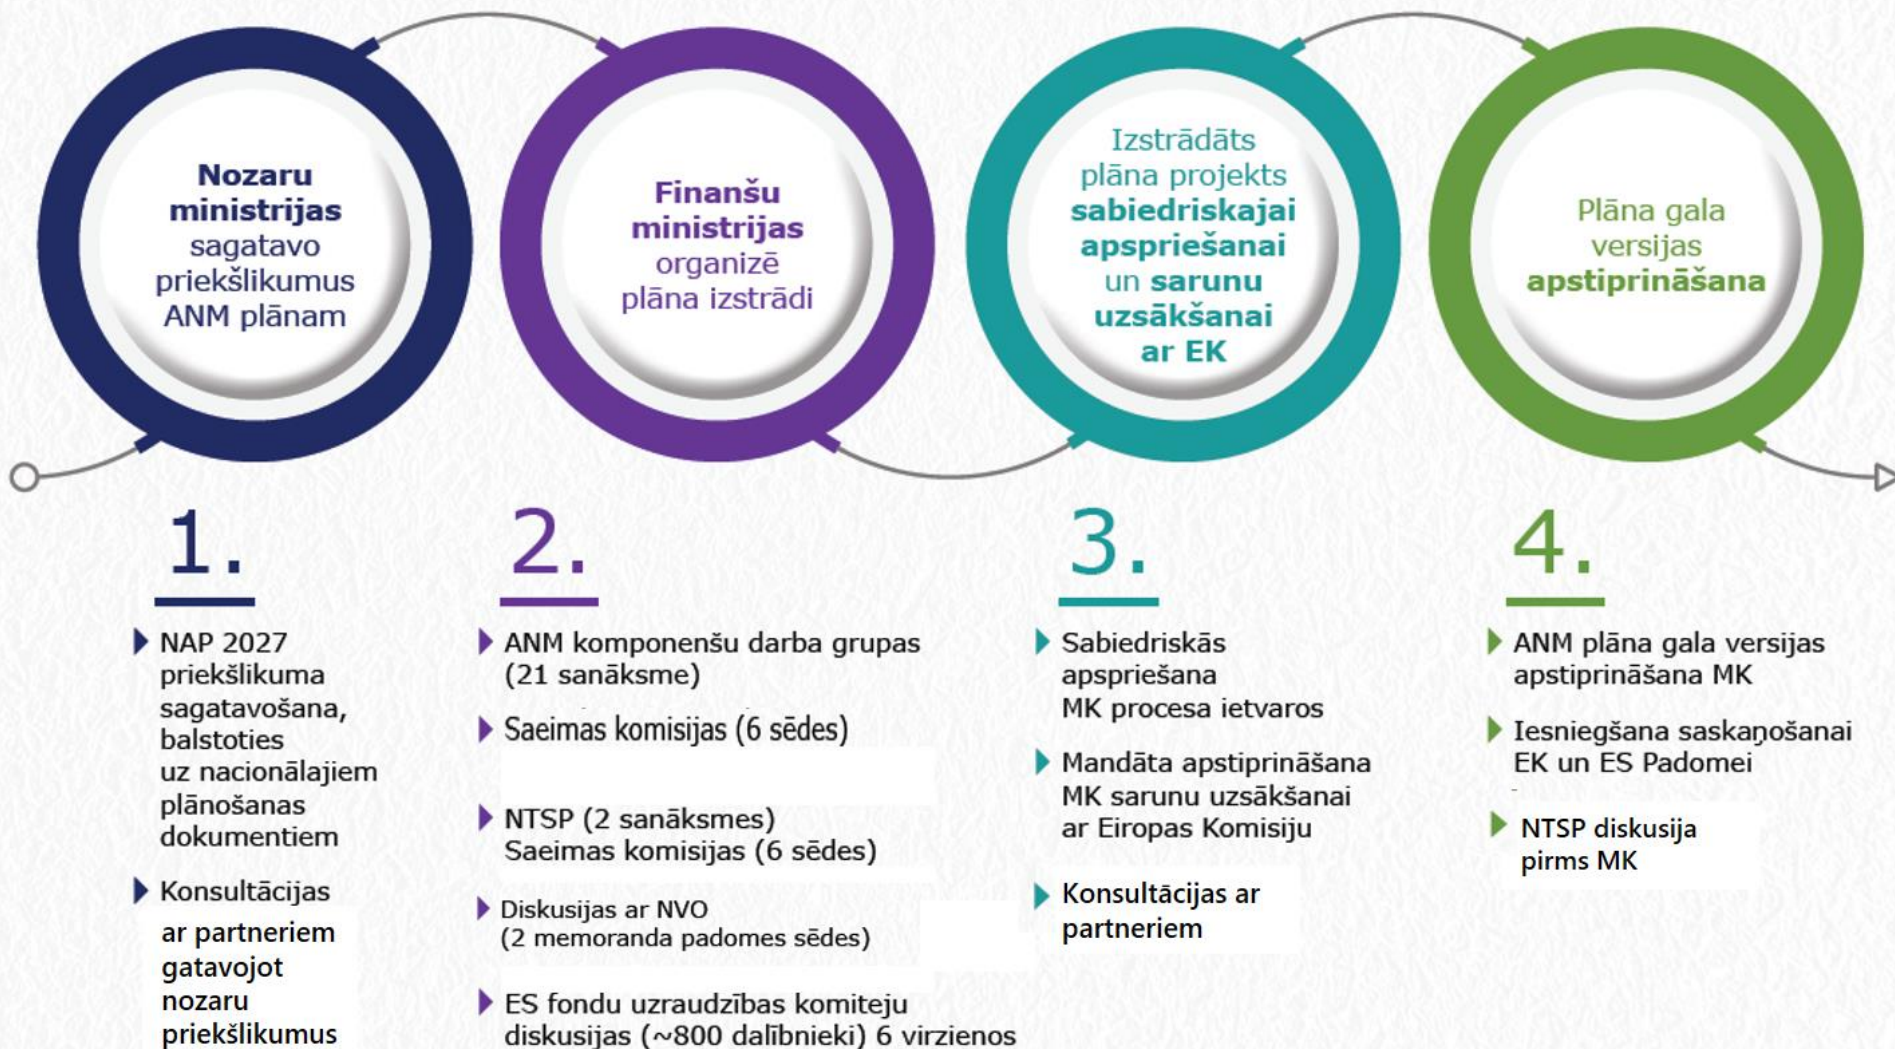 Nozaru
ministrijas
sagatavo
priekšlikumus
ANM plānam
Finanšu
ministrijas
organizē
plāna izstrādi
Izstrādāts
plāna projekts
sabiedriskajai
apspriešanai
un sarunu
uzsākšanai
ar EK
Plāna gala
versijas
apstiprināšana
1.
NAP 2027
priekšlikuma
sagatavošana,
balstoties
uz nacionālajiem
plānošanas
dokumentiem
Konsultācijas
ar partneriem
gatavojot
nozaru
priekšlikumus
2.
ANM komponenšu darba grupas
(21 sanāksme)
Saeimas komisijas (6 sēdes)
NTSP (2 sanāksmes)
Saeimas komisijas (6 sēdes)
Diskusijas ar NVO
(2 memoranda padomes sēdes)
ES fondu uzraudzības komiteju
diskusijas (~800 dalībnieki) 6 virzienos
3.
Sabiedriskās
apspriešana
MK procesa ietvaros
Mandāta apstiprināšana
MK sarunu uzsākšanai
ar Eiropas Komisiju
Konsultācijas ar
partneriem
4.
ANM plāna gala versijas
apstiprināšana MK
Iesniegšana saskaņošanai
EK un ES Padomei
NTSP diskusija
pirms MK